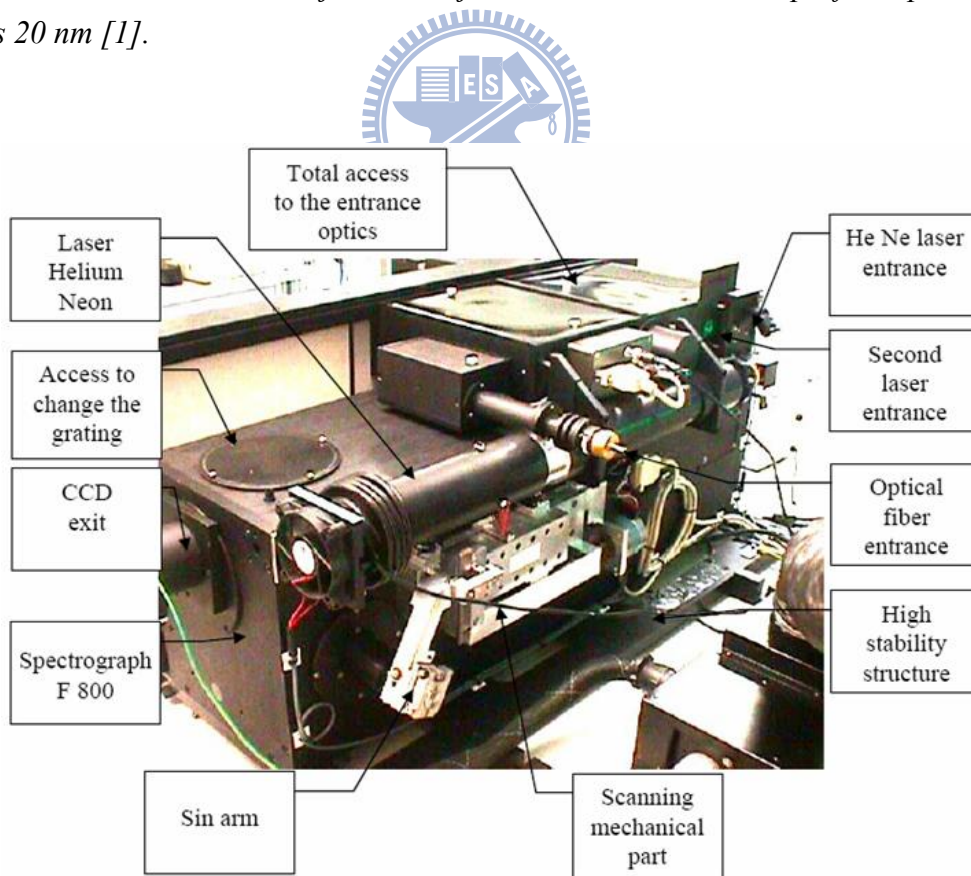 s 20 nm [1].
E S A
8
Total access
to the entrance
optics
Laser
Helium
Neon
He Ne laser
entrance
Access to
change the
grating
Second
laser
entrance
CCD
exit
Optical
fiber
entrance
Spectrograph
F 800
High
stability
structure
Sin arm
Scanning
mechanical
part